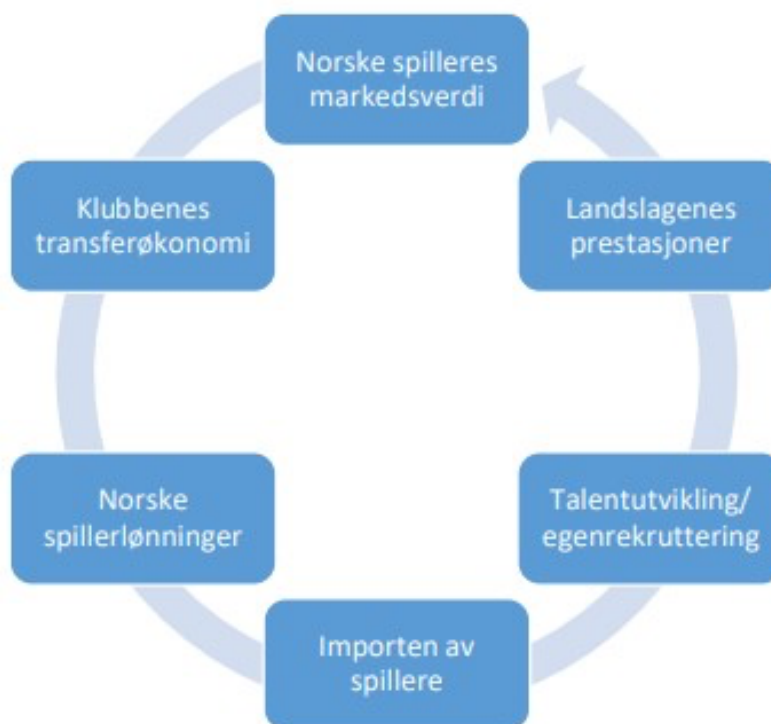 Norske spilleres
markedsverdi
Klubbenes
transferøkonomi
Landslagenes
prestasjoner
Norske
spillerlønninger
Talentutvikling/
egenrekruttering
Importen av
spillere